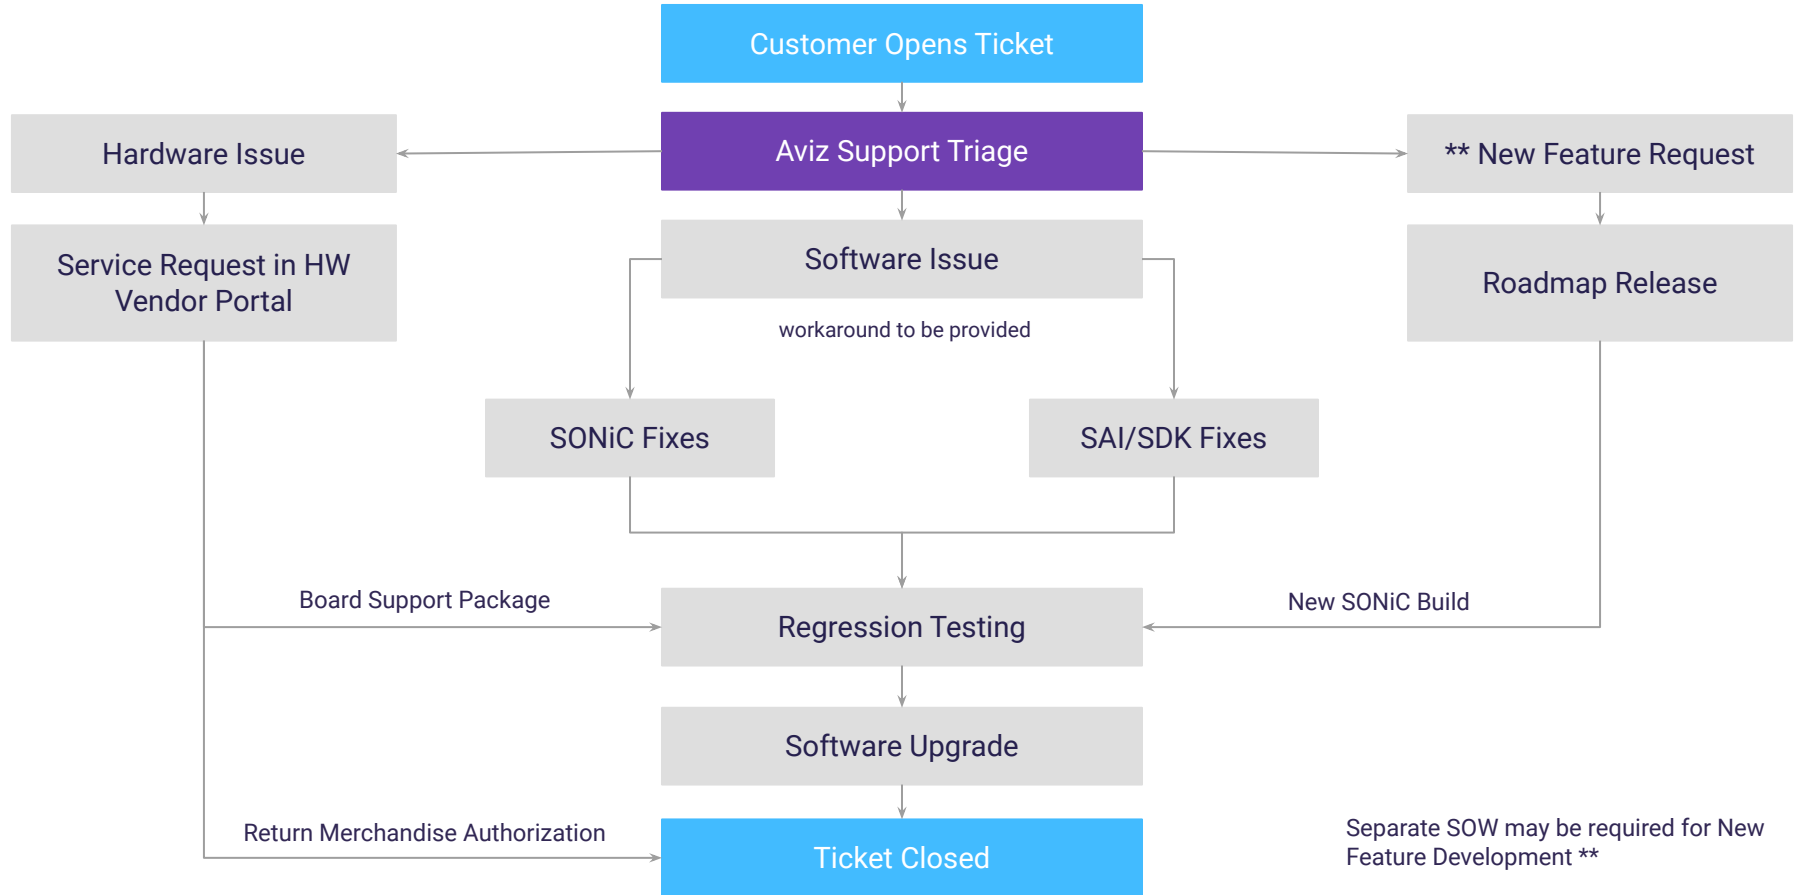 Customer Opens Ticket
Hardware Issue
Aviz Support Triage
** New Feature Request
Service Request in HW
Vendor Portal
Software Issue
Roadmap Release
workaround to be provided
SONiC Fixes
SAI/SDK Fixes
Board Support Package
New SONiC Build
Regression Testing
Software Upgrade
Return Merchandise Authorization
Ticket Closed
Separate SOW may be required for New
Feature Development **